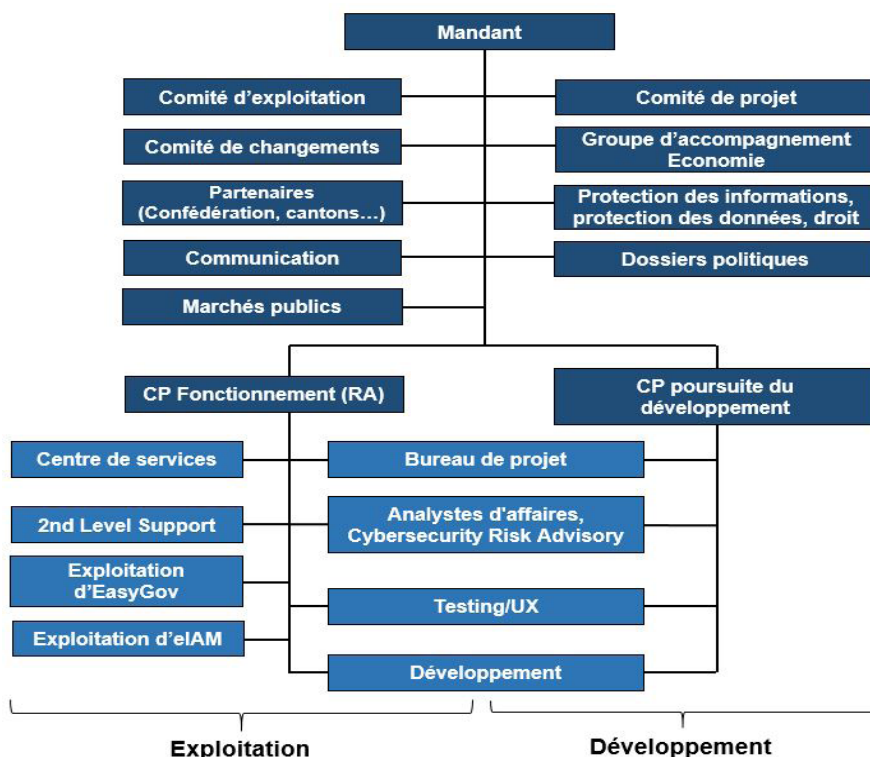 Mandant
Comité d'exploitation
Comité de projet
Comité de changements
Groupe d'accompagnement
Economie
Partenaires
(Confédération, cantons…)
Protection des informations,
protection des données, droit
Communication
Dossiers politiques
Marchés publics
CP Fonctionnement (RA)
CP poursuite du
développement
Centre de services
Bureau de projet
2nd Level Support
Analystes d'affaires,
Cybersecurity Risk Advisory
Exploitation
d'EasyGov
Testing/UX
Exploitation d'eIAM
Développement
Exploitation
Développement